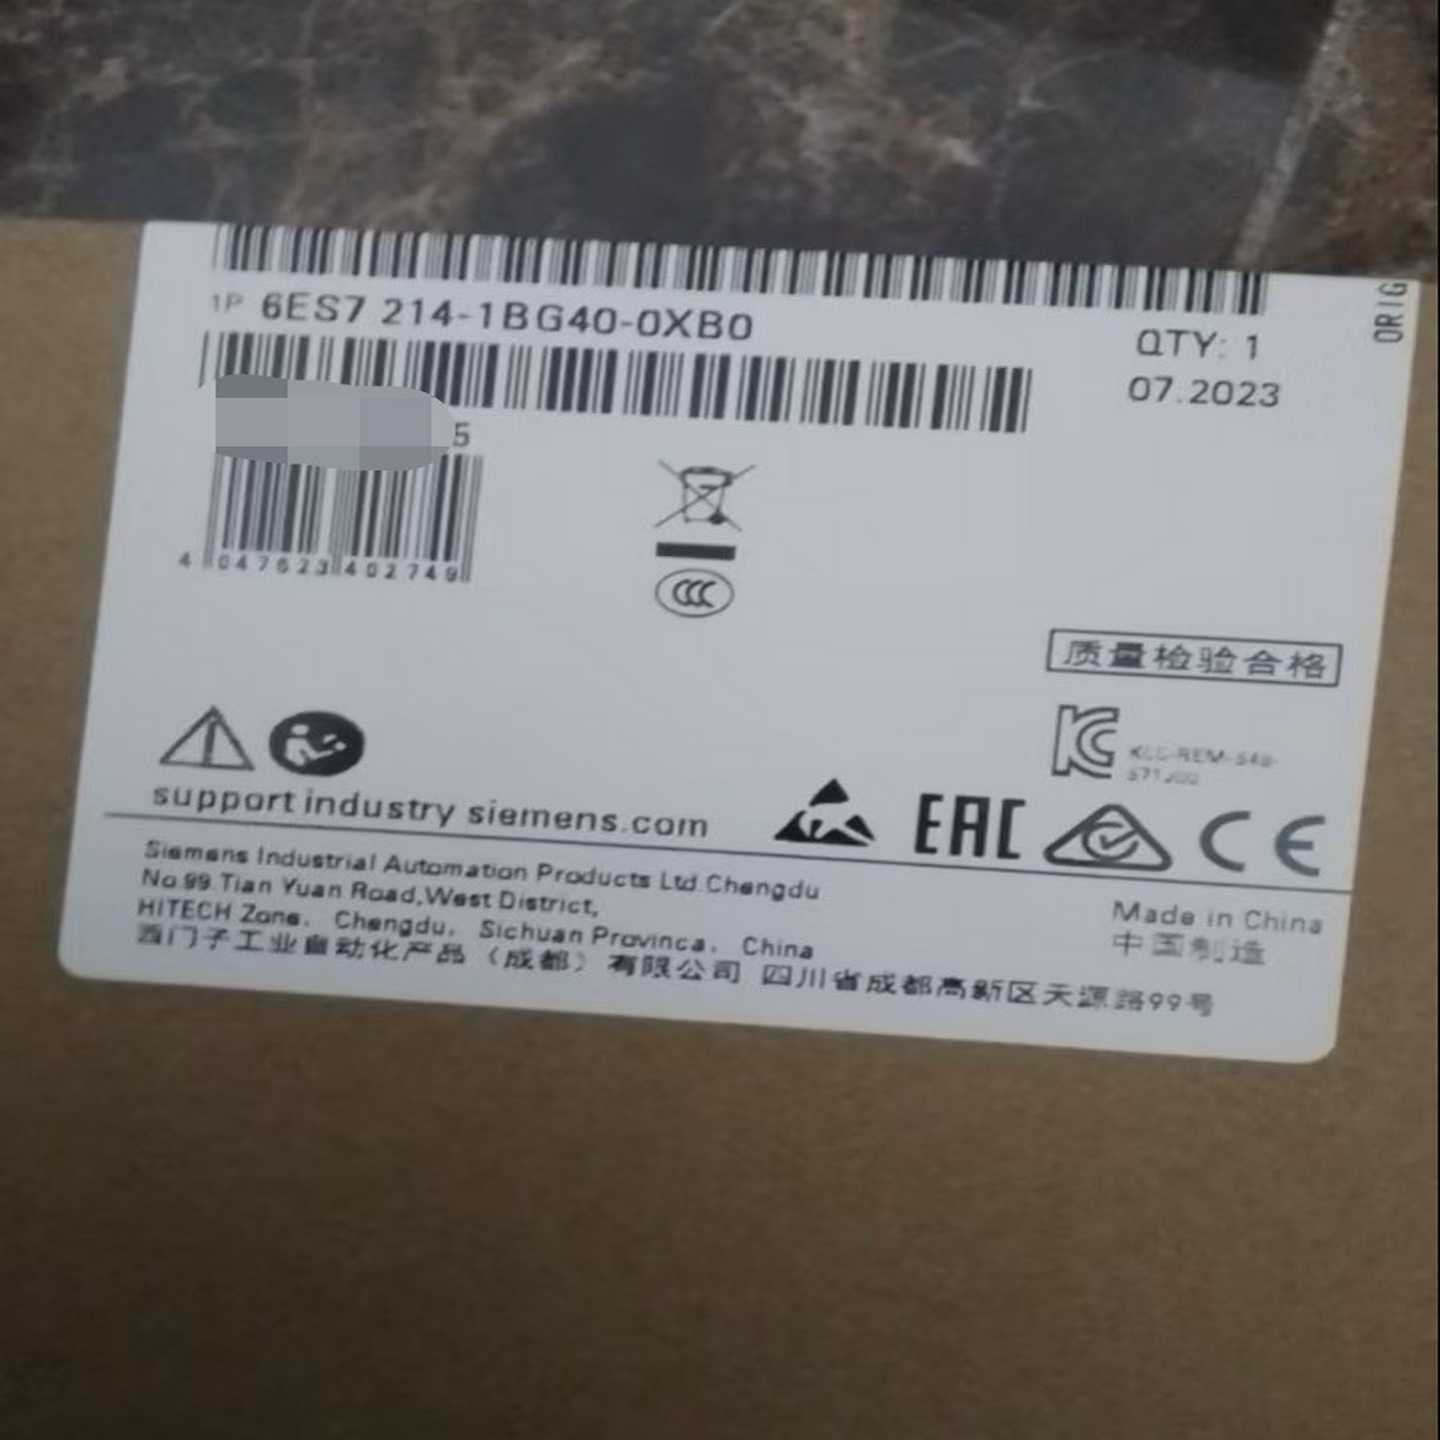 1P 6ES7 214-1BG40-0XB0
QTY: 1
07.2023
ORIG
5
4 047623 402749
CCC
质量检验合格
EAC
CE
support industry siemens.com
Siemens Industrial Automation Products Ltd.Chengdu
No.99.Tian Yuan Road,West District,
HITECH Zone, Chengdu, Sichuan Provinca, China
西门子工业自动化产品(成都)有限公司 四川省成都高新区天源路99号
Made in China
中国制造